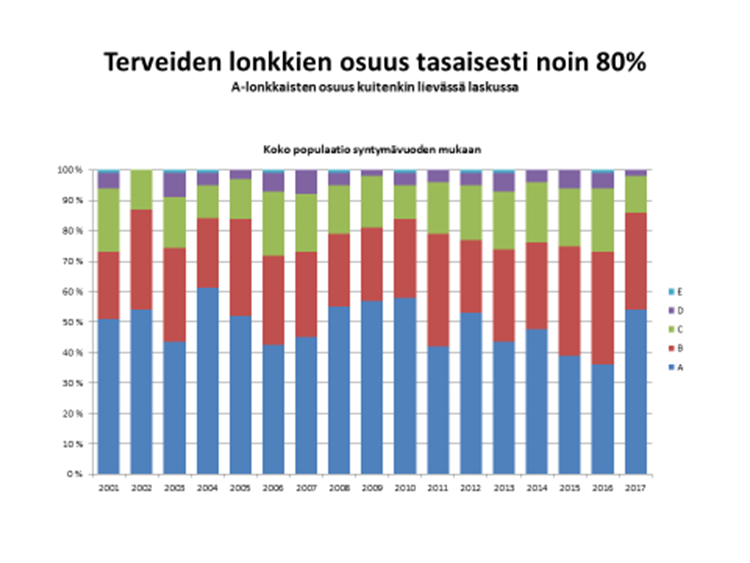 Terveiden lonkkien osuus tasaisesti noin 80%
A-lonkkaisten osuus kuitenkin lievässä laskussa
Koko populaatio syntymävuoden mukaan
100 %
90 %
80 %
70 %
60 %
50 %
40 %
30 %
20 %
10 %
0 %
E
D
C
B
A
2001 2002 2003 2004 2005 2006 2007 2008 2009 2010 2011 2012 2013 2014 2015 2016 2017